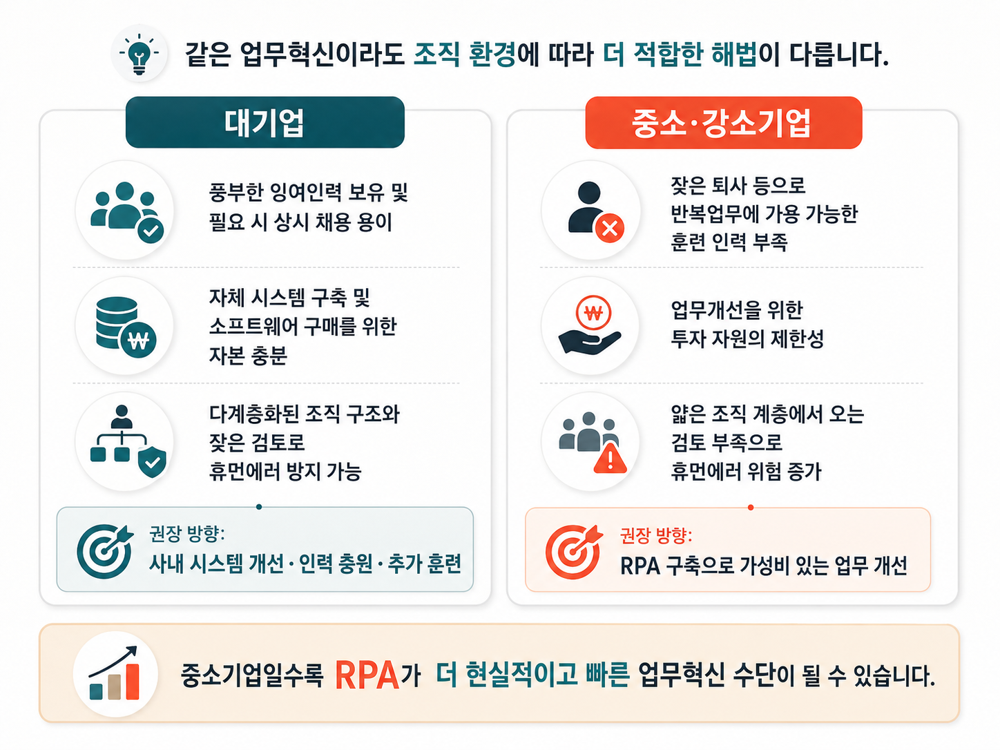 같은 업무혁신이라도 조직 환경에 따라 더 적합한 해법이 다릅니다.
대기업
풍부한 잉여인력 보유 및
필요 시 상시 채용 용이
₩
자체 시스템 구축 및
소프트웨어 구매를 위한
자본 충분
다계층화된 조직 구조와
잦은 검토로
휴먼에러 방지 가능
권장 방향:
사내 시스템 개선 · 인력 충원 · 추가 훈련
중소·강소기업
잦은 퇴사 등으로
반복업무에 가용 가능한
훈련 인력 부족
₩
업무개선을 위한
투자 자원의 제한성
얇은 조직 계층에서 오는
검토 부족으로
휴먼에러 위험 증가
권장 방향:
RPA 구축으로 가성비 있는 업무 개선
중소기업일수록 RPA가 더 현실적이고 빠른 업무혁신 수단이 될 수 있습니다.